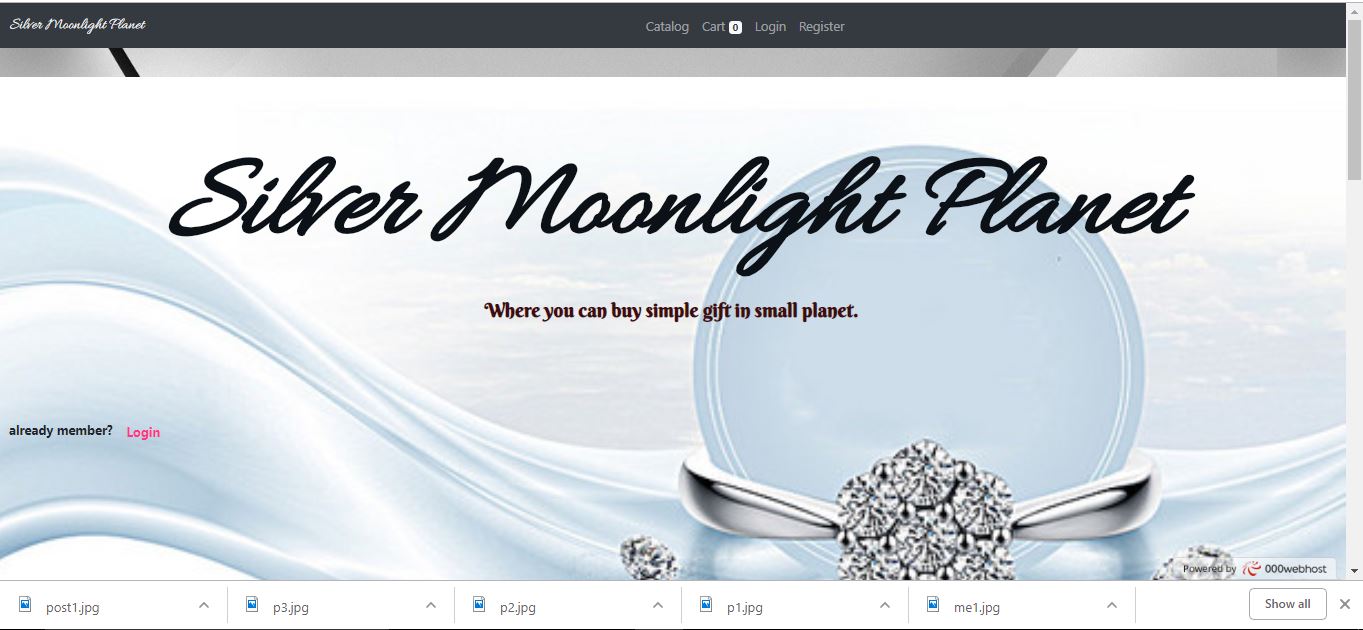 Silver Moonlight Planet
Catalog Cart 0 Login Register
Silver Moonlight Planet
Where you can buy simple gift in small planet.
already member? Login
Powered by 000webhost
post1.jpg p3.jpg p2.jpg p1.jpg me1.jpg Show all